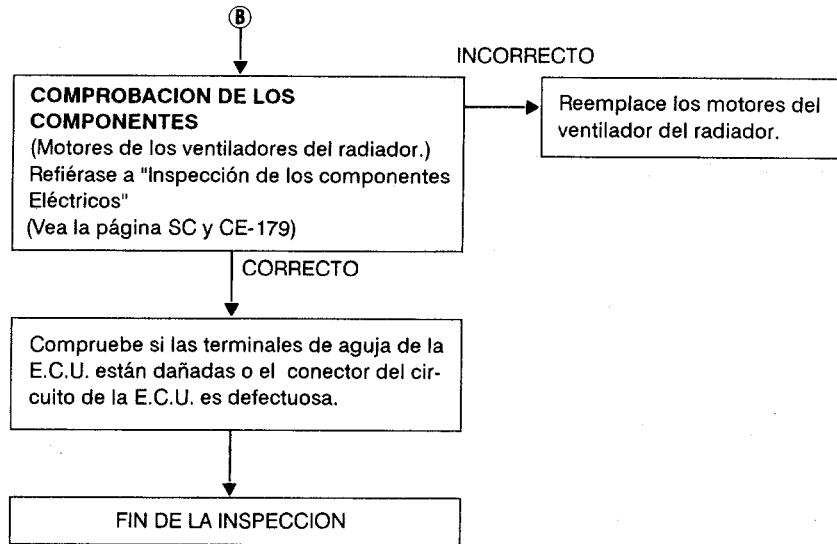 B
INCORRECTO
COMPROBACION DE LOS
COMPONENTES
(Motores de los ventiladores del radiador.)
Refiérase a "Inspección de los componentes
Eléctricos"
(Vea la página SC y CE-179)
Reemplace los motores del
ventilador del radiador.
CORRECTO
Compruebe si las terminales de aguja de la
E.C.U. están dañadas o el conector del cir-
cuito de la E.C.U. es defectuosa.
FIN DE LA INSPECCION